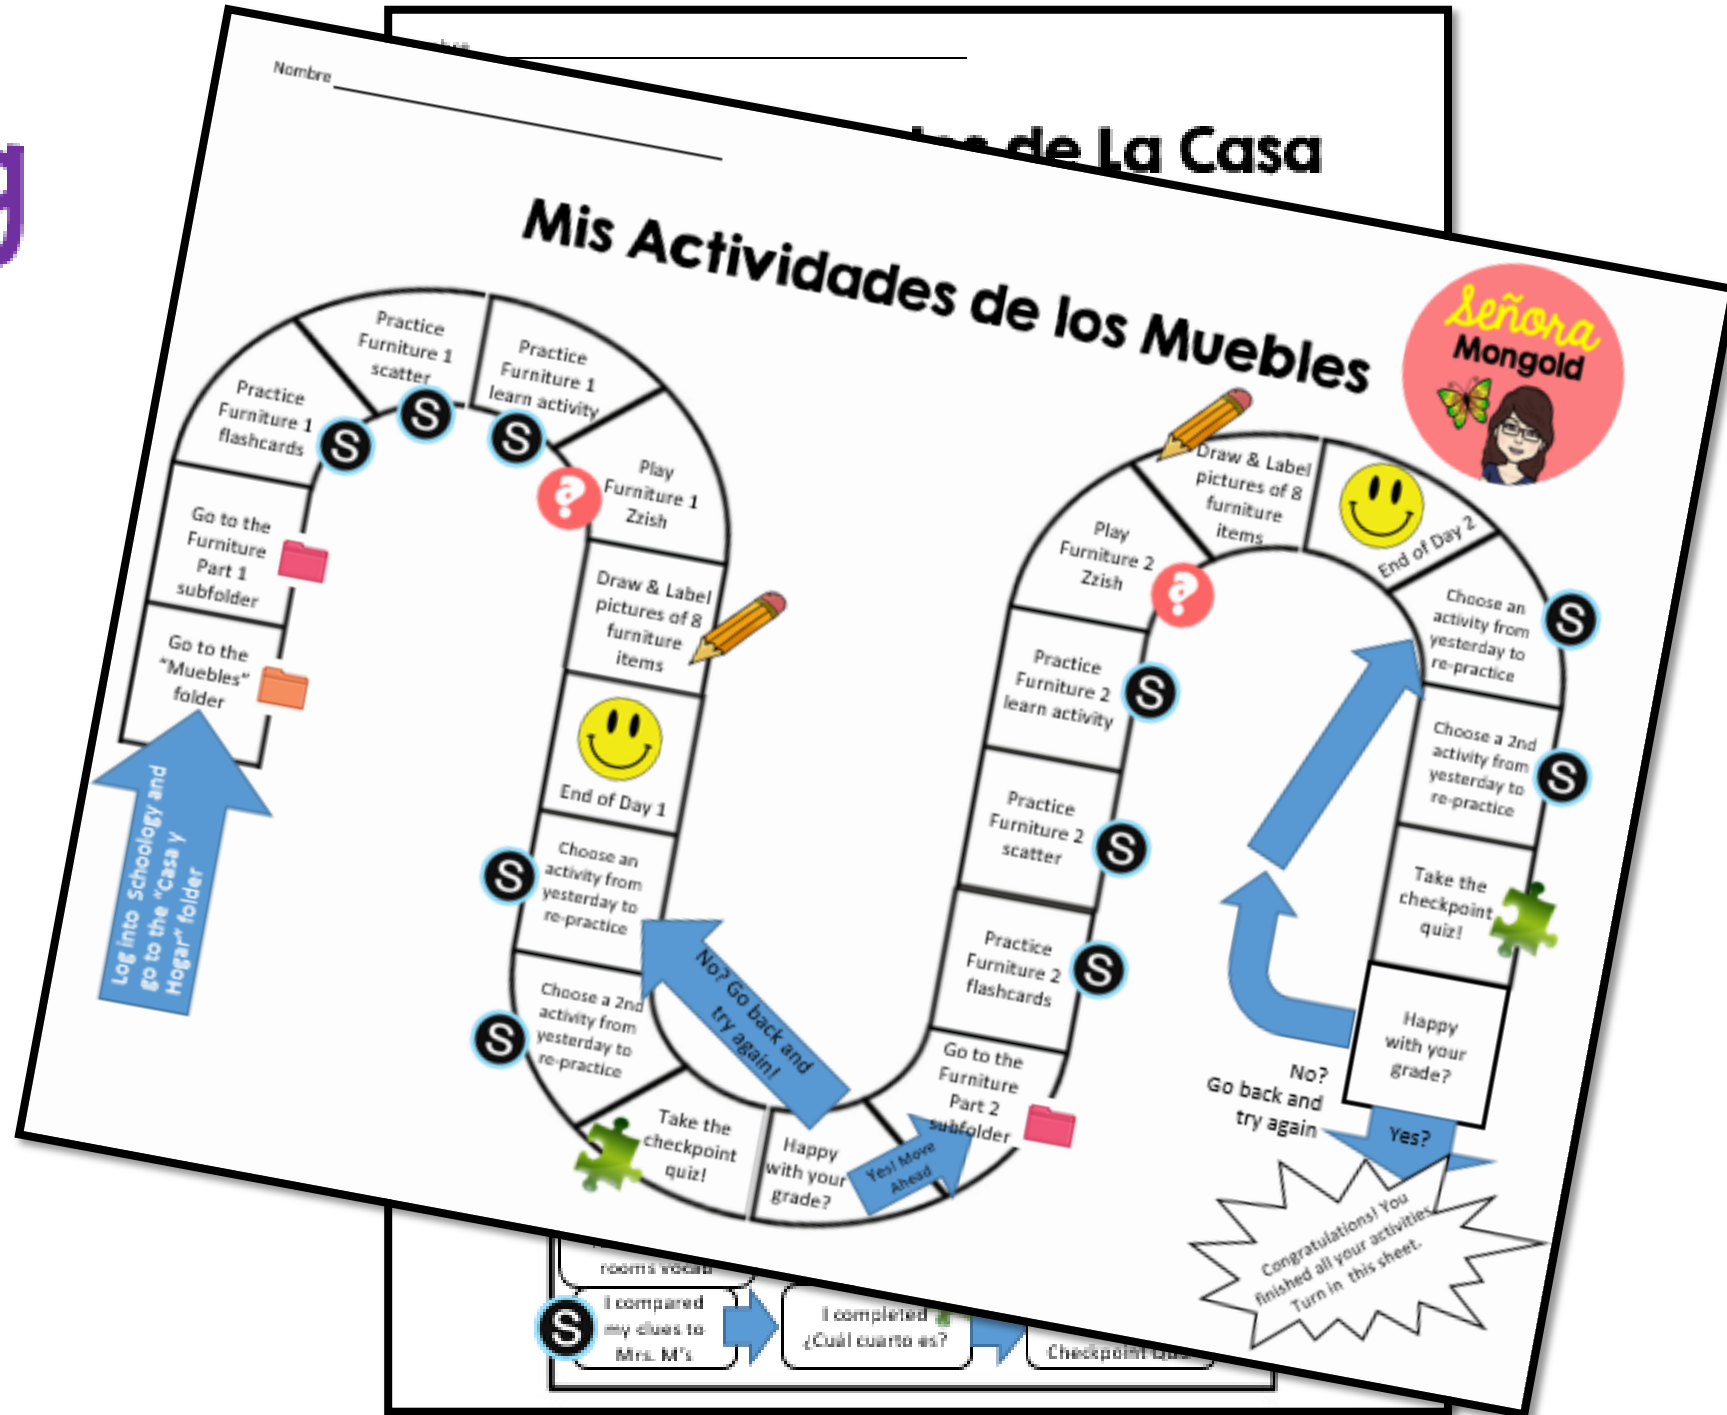 g
de La Casa
Nombre
Mis Actividades de los Muebles
Señora
Mongold
Log into Schoology and
go to the "Casa y
Hogar" folder
Go to the
"Muebles"
folder
Go to the
Furniture
Part 1
subfolder
Practice
Furniture 1
flashcards
Practice
Furniture 1
scatter
Practice
Furniture 1
learn activity
Play
Furniture 1
Zzish
Draw & Label
pictures of 8
furniture
items
End of Day 1
Choose an
activity from
yesterday to
re-practice
Choose a 2nd
activity from
yesterday to
re-practice
Take the
checkpoint
quiz!
Happy
with your
grade?
No? Go back and
try again!
Yes! Move
Ahead
Go to the
Furniture
Part 2
subfolder
Practice
Furniture 2
flashcards
Practice
Furniture 2
scatter
Practice
Furniture 2
learn activity
Play
Furniture 2
Zzish
Draw & Label
pictures of 8
furniture
items
End of Day 2
Choose an
activity from
yesterday to
re-practice
Choose a 2nd
activity from
yesterday to
re-practice
Take the
checkpoint
quiz!
Happy
with your
grade?
No?
Go back and
try again
Yes?
Congratulations! You
finished all your activities.
Turn in this sheet.
rooms vocab
I compared
my clues to
Mrs. M's
I completed
¿Cuál cuarto es?
Checkpoint
S
S
S
?
S
S
S
S
S
?
S
S
S